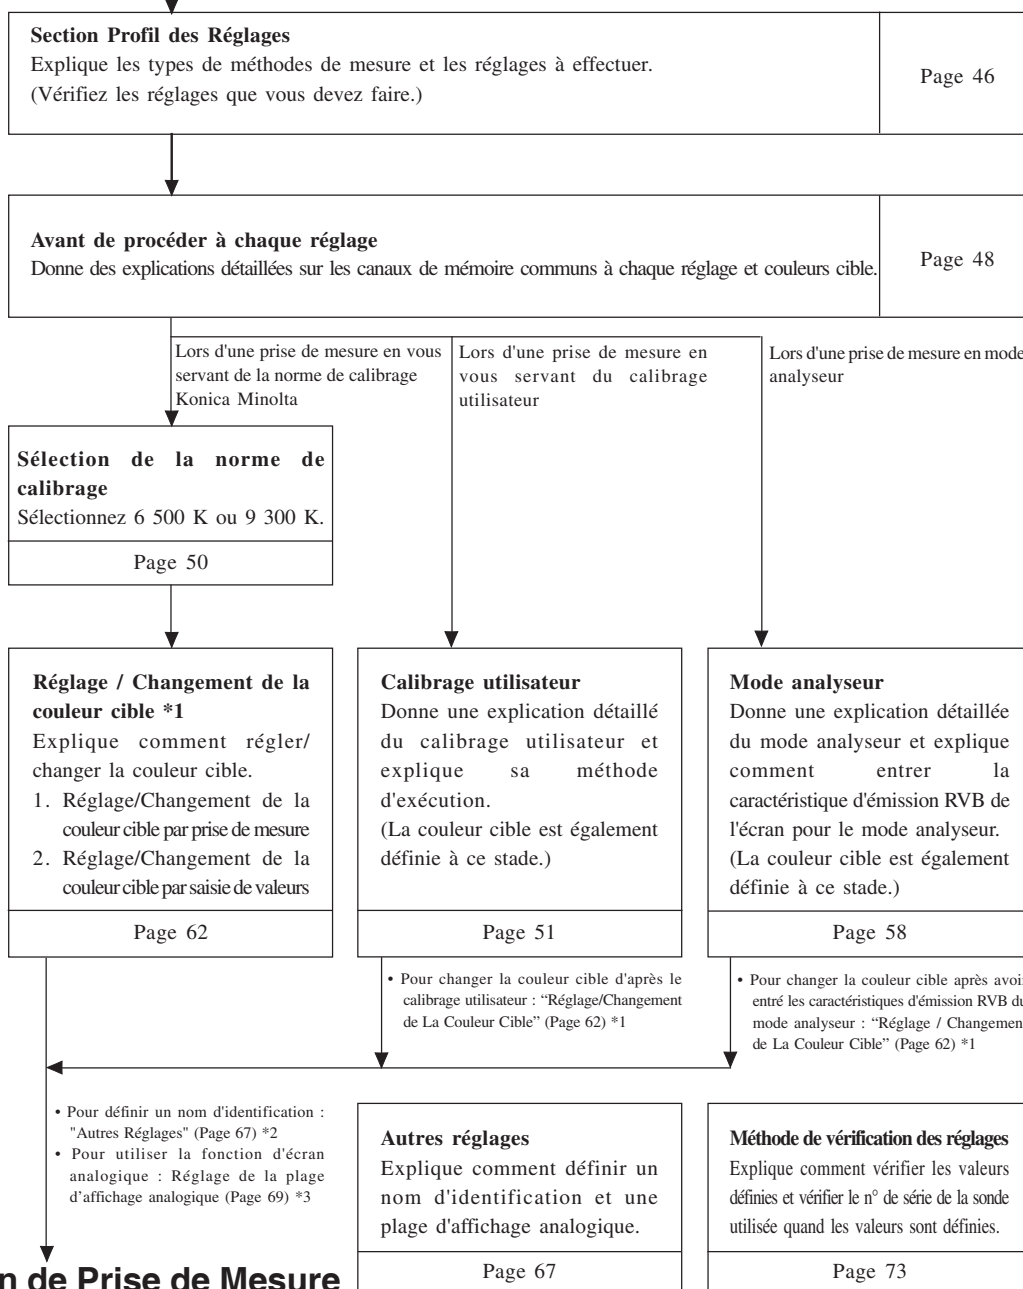 Section Profil des Réglages
Explique les types de méthodes de mesure et les réglages à effectuer.
(Vérifiez les réglages que vous devez faire.)
Page 46
Avant de procéder à chaque réglage
Donne des explications détaillées sur les canaux de mémoire communs à chaque réglage et couleurs cible.
Page 48
Lors d'une prise de mesure en vous
servant de la norme de calibrage
Konica Minolta
Lors d'une prise de mesure en
vous servant du calibrage
utilisateur
Lors d'une prise de mesure en mode
analyseur
Sélection de la norme de
calibrage
Sélectionnez 6 500 K ou 9 300 K.
Page 50
Réglage / Changement de la
couleur cible *1
Explique comment régler/
changer la couleur cible.
1. Réglage/Changement de la
couleur cible par prise de mesure
2. Réglage/Changement de la
couleur cible par saisie de valeurs
Page 62
Calibrage utilisateur
Donne une explication détaillé
du calibrage utilisateur et
explique sa méthode
d'exécution.
(La couleur cible est également
définie à ce stade.)
Page 51
Mode analyseur
Donne une explication détaillée
du mode analyseur et explique
comment entrer la
caractéristique d'émission RVB de
l'écran pour le mode analyseur.
(La couleur cible est également
définie à ce stade.)
Page 58
• Pour changer la couleur cible d'après le
calibrage utilisateur : “Réglage/Changement
de La Couleur Cible” (Page 62) *1
• Pour changer la couleur cible après avoir
entré les caractéristiques d'émission RVB du
mode analyseur : “Réglage / Changement
de La Couleur Cible” (Page 62) *1
• Pour définir un nom d'identification :
"Autres Réglages" (Page 67) *2
• Pour utiliser la fonction d'écran
analogique : Réglage de la plage
d’affichage analogique (Page 69) *3
Autres réglages
Explique comment définir un
nom d'identification et une
plage d'affichage analogique.
Page 67
Méthode de vérification des réglages
Explique comment vérifier les valeurs
définies et vérifier le n° de série de la sonde
utilisée quand les valeurs sont définies.
Page 73
n de Prise de Mesure